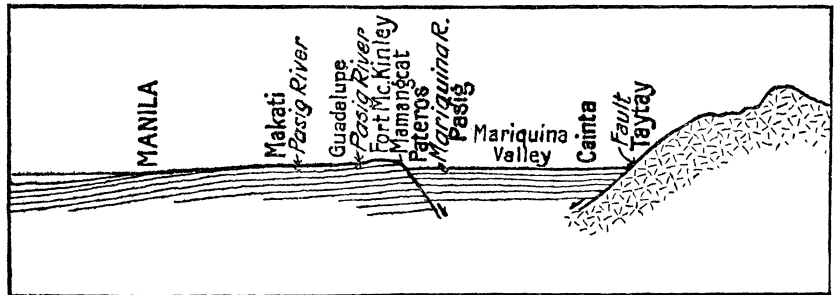 MANILA
Makati
Pasig River
Guadalupe
Pasig River
Fort Mc.Kinley
Mamangcat
Pateros
Mariquina R.
Pasig
Mariquina
Valley
Cainta
Fault
Taytay